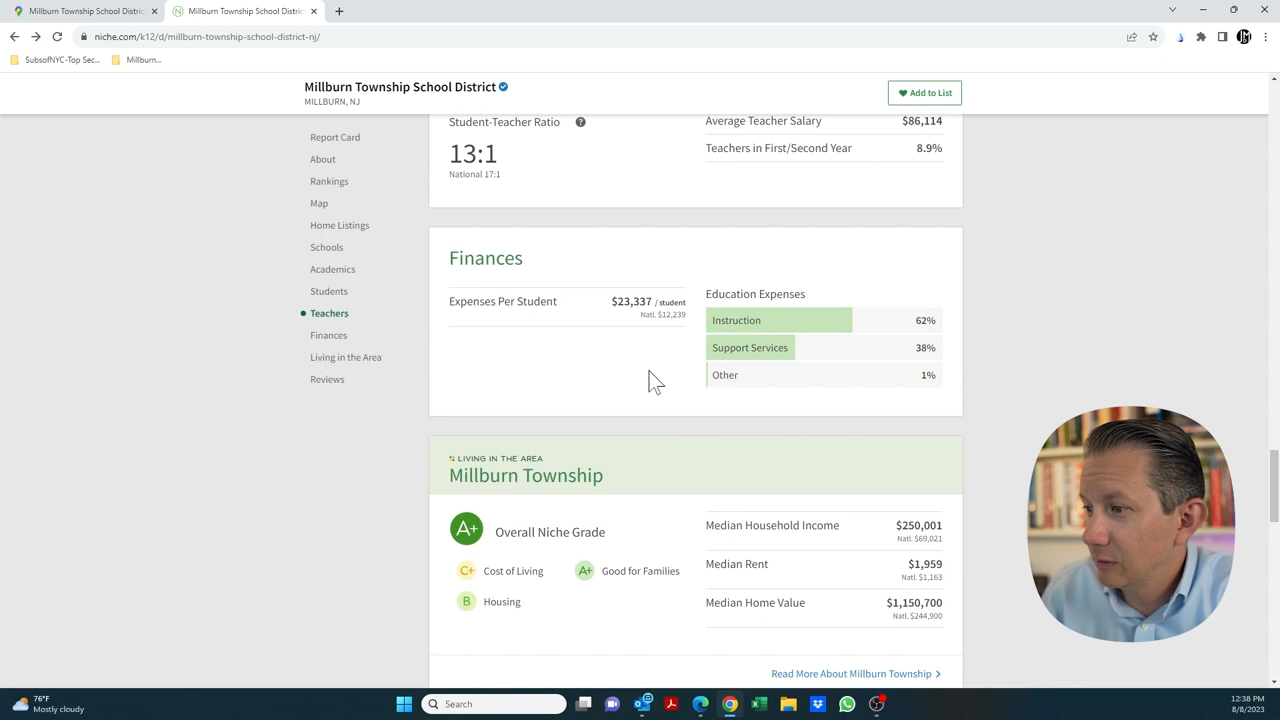 Millburn Township School District
Millburn Township School District
niche.com/k12/d/millburn-township-school-district-nj/
SubsofNYC-Top Sec...
Millburn...
Millburn Township School District
MILLBURN, NJ
Add to List
Report Card
About
Rankings
Map
Home Listings
Schools
Academics
Students
Teachers
Finances
Living in the Area
Reviews
Student-Teacher Ratio ?
13:1
National 17:1
Average Teacher Salary $86,114
Teachers in First/Second Year 8.9%
Finances
Expenses Per Student $23,337 / student
Natl. $12,239
Education Expenses
Instruction 62%
Support Services 38%
Other 1%
LIVING IN THE AREA
Millburn Township
A+ Overall Niche Grade
C+ Cost of Living
A+ Good for Families
B Housing
Median Household Income $250,001
Natl. $69,021
Median Rent $1,959
Natl. $1,163
Median Home Value $1,150,700
Natl. $244,900
Read More About Millburn Township
76°F
Mostly cloudy
Search
12:38 PM
8/8/2023